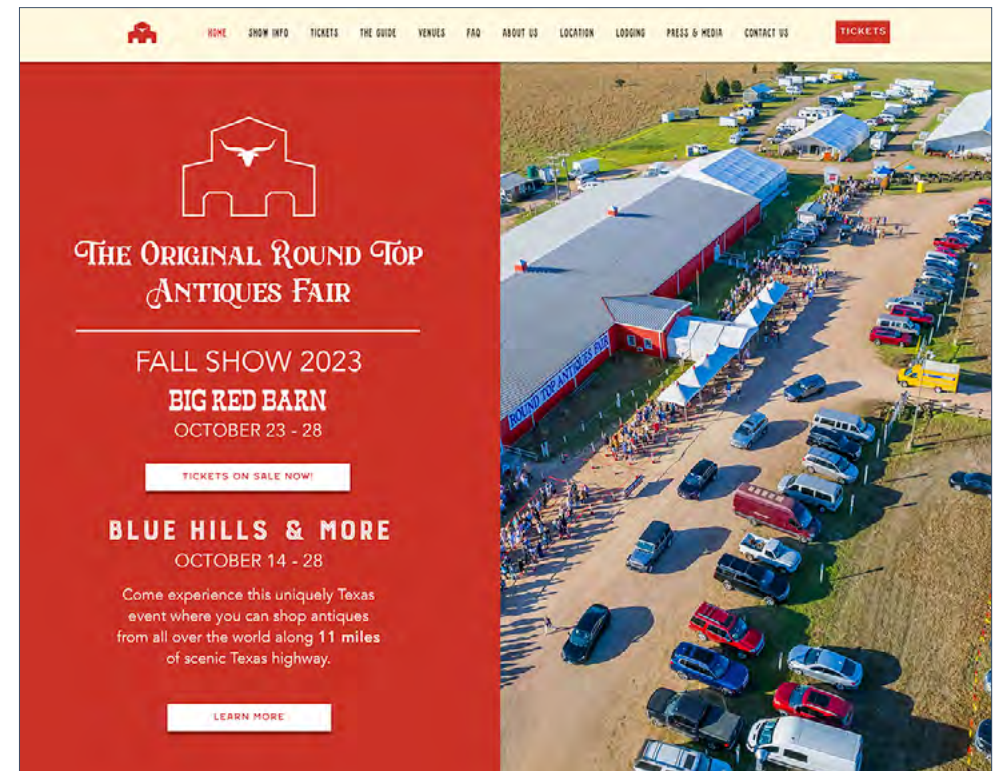 HOME SHOW INFO TICKETS THE GUIDE VENUES FAQ ABOUT US LOCATION LODGING PRESS & MEDIA CONTACT US TICKETS
THE ORIGINAL ROUND TOP
ANTIQUES FAIR
FALL SHOW 2023
BIG RED BARN
OCTOBER 23 - 28
TICKETS ON SALE NOW!
BLUE HILLS & MORE
OCTOBER 14 - 28
Come experience this uniquely Texas
event where you can shop antiques
from all over the world along 11 miles
of scenic Texas highway.
LEARN MORE
ROUND TOP ANTIQUES FAIR